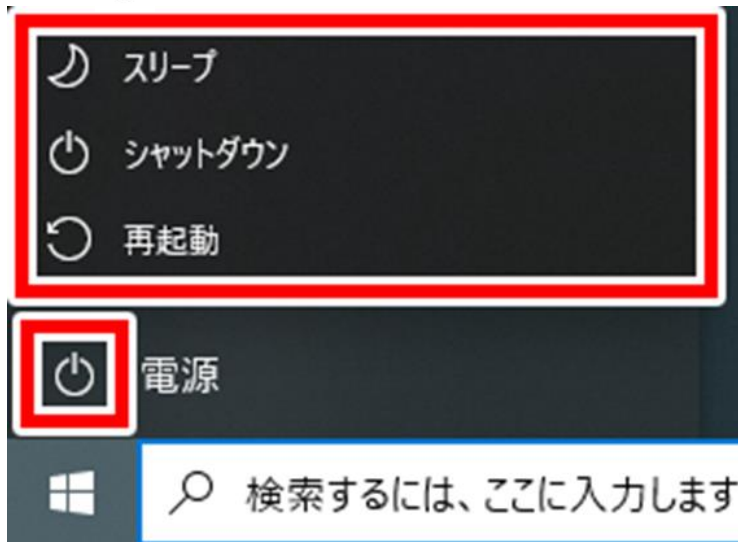 スリープ
シャットダウン
再起動
電源
検索するには、ここに入力します